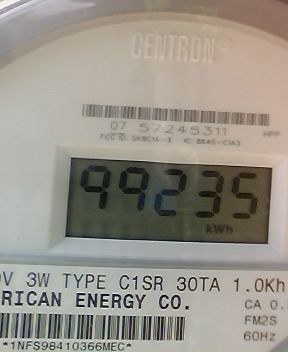 CENTRON®
07 57245311
HPP
99235
kWh
0V 3W TYPE C1SR 30TA 1.0Kh
RICAN ENERGY CO.
CA 0.
FM2S
60Hz
*1NFS98410366MEC*